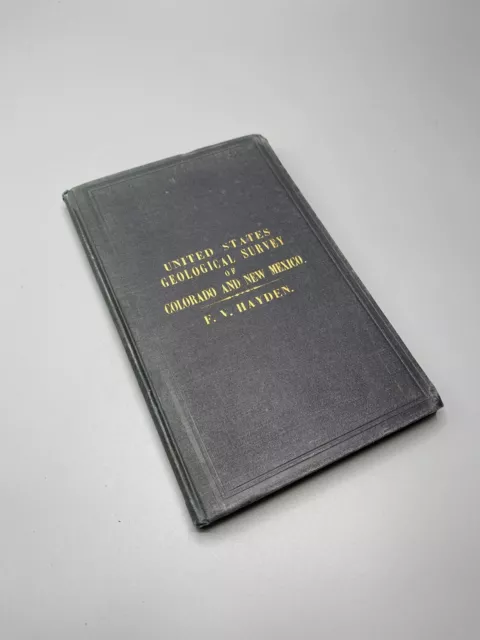 UNITED STATES
GEOLOGICAL SURVEY
OF
COLORADO AND NEW MEXICO.
F. V. HAYDEN.